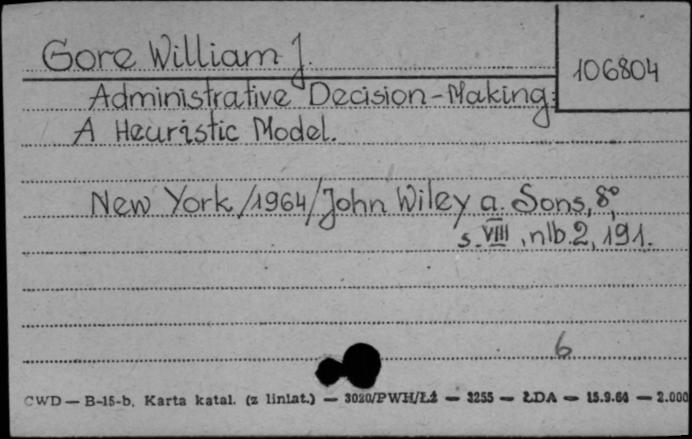 Gore William J.
106804
Administrative Decision-Making:
A Heuristic Model.
New York /1964/ John Wiley a. Sons, 8°,
s. VIII, nlb. 2, 191.
6
CWD — B-15-b. Karta katal. (z liniat.) — 3020/PWH/Łź — 3255 — ŁDA — 15.9.64 — 2.000